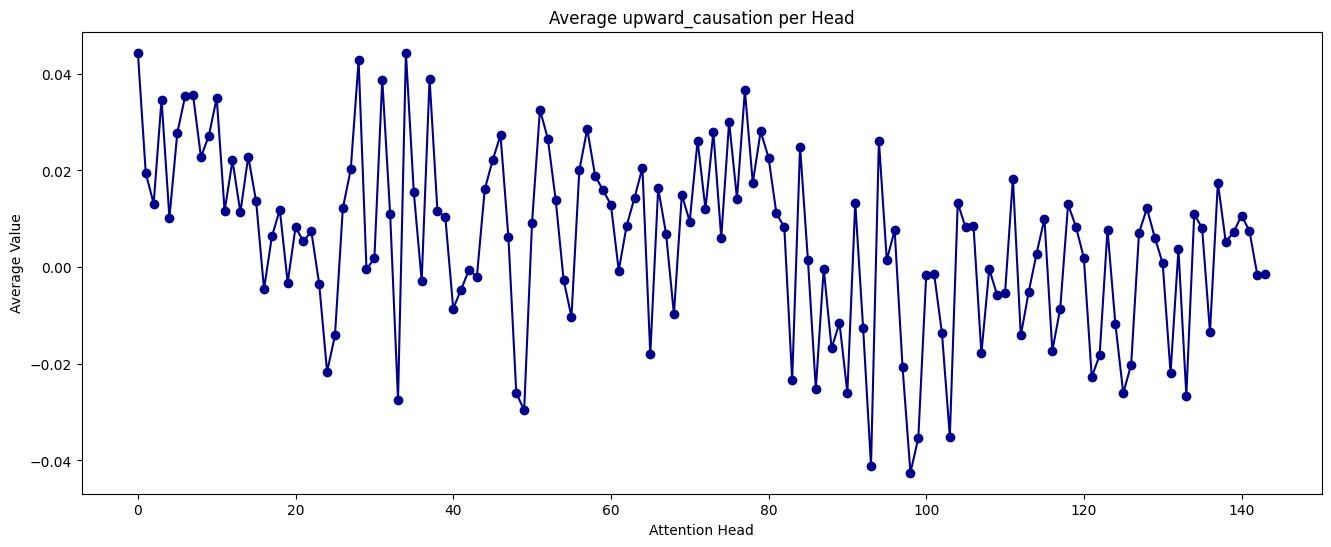 Average upward_causation per Head
Average Value
0.04
0.02
0.00
−0.02
−0.04
0 20 40 60 80 100 120 140
Attention Head